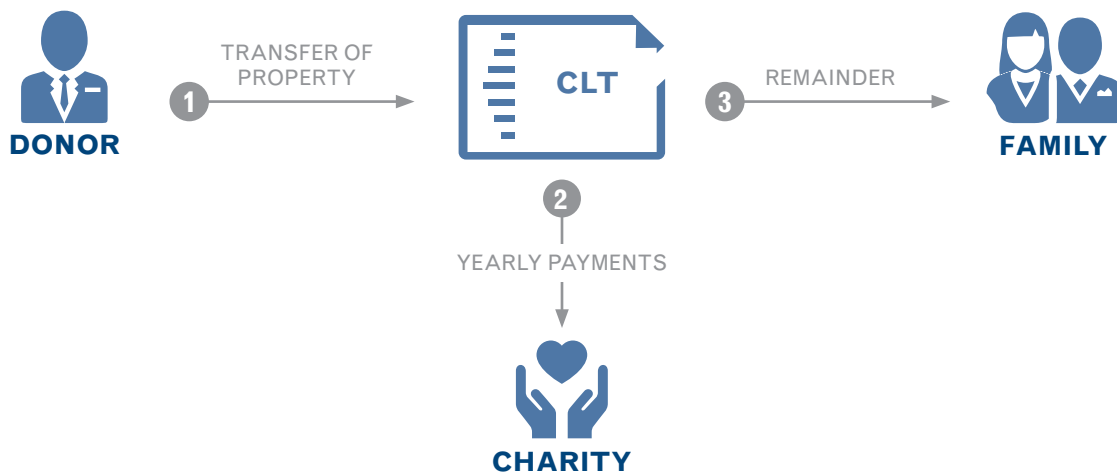 TRANSFER OF
PROPERTY
1
DONOR
CLT
3
REMAINDER
FAMILY
2
YEARLY PAYMENTS
CHARITY